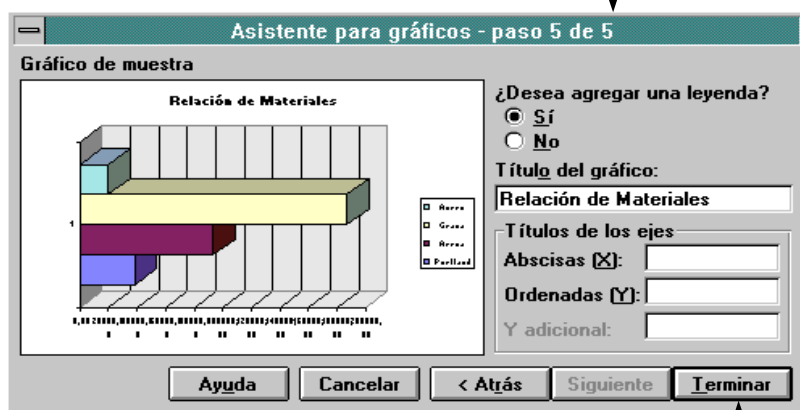 Asistente para gráficos - paso 5 de 5
Gráfico de muestra
Relación de Materiales
1
Arena
Portland
¿Desea agregar una leyenda?
Sí
No
Título del gráfico:
Relación de Materiales
Títulos de los ejes
Abscisas (X):
Ordenadas (Y):
Y adicional:
Ayuda
Cancelar
< Atrás
Siguiente
Terminar